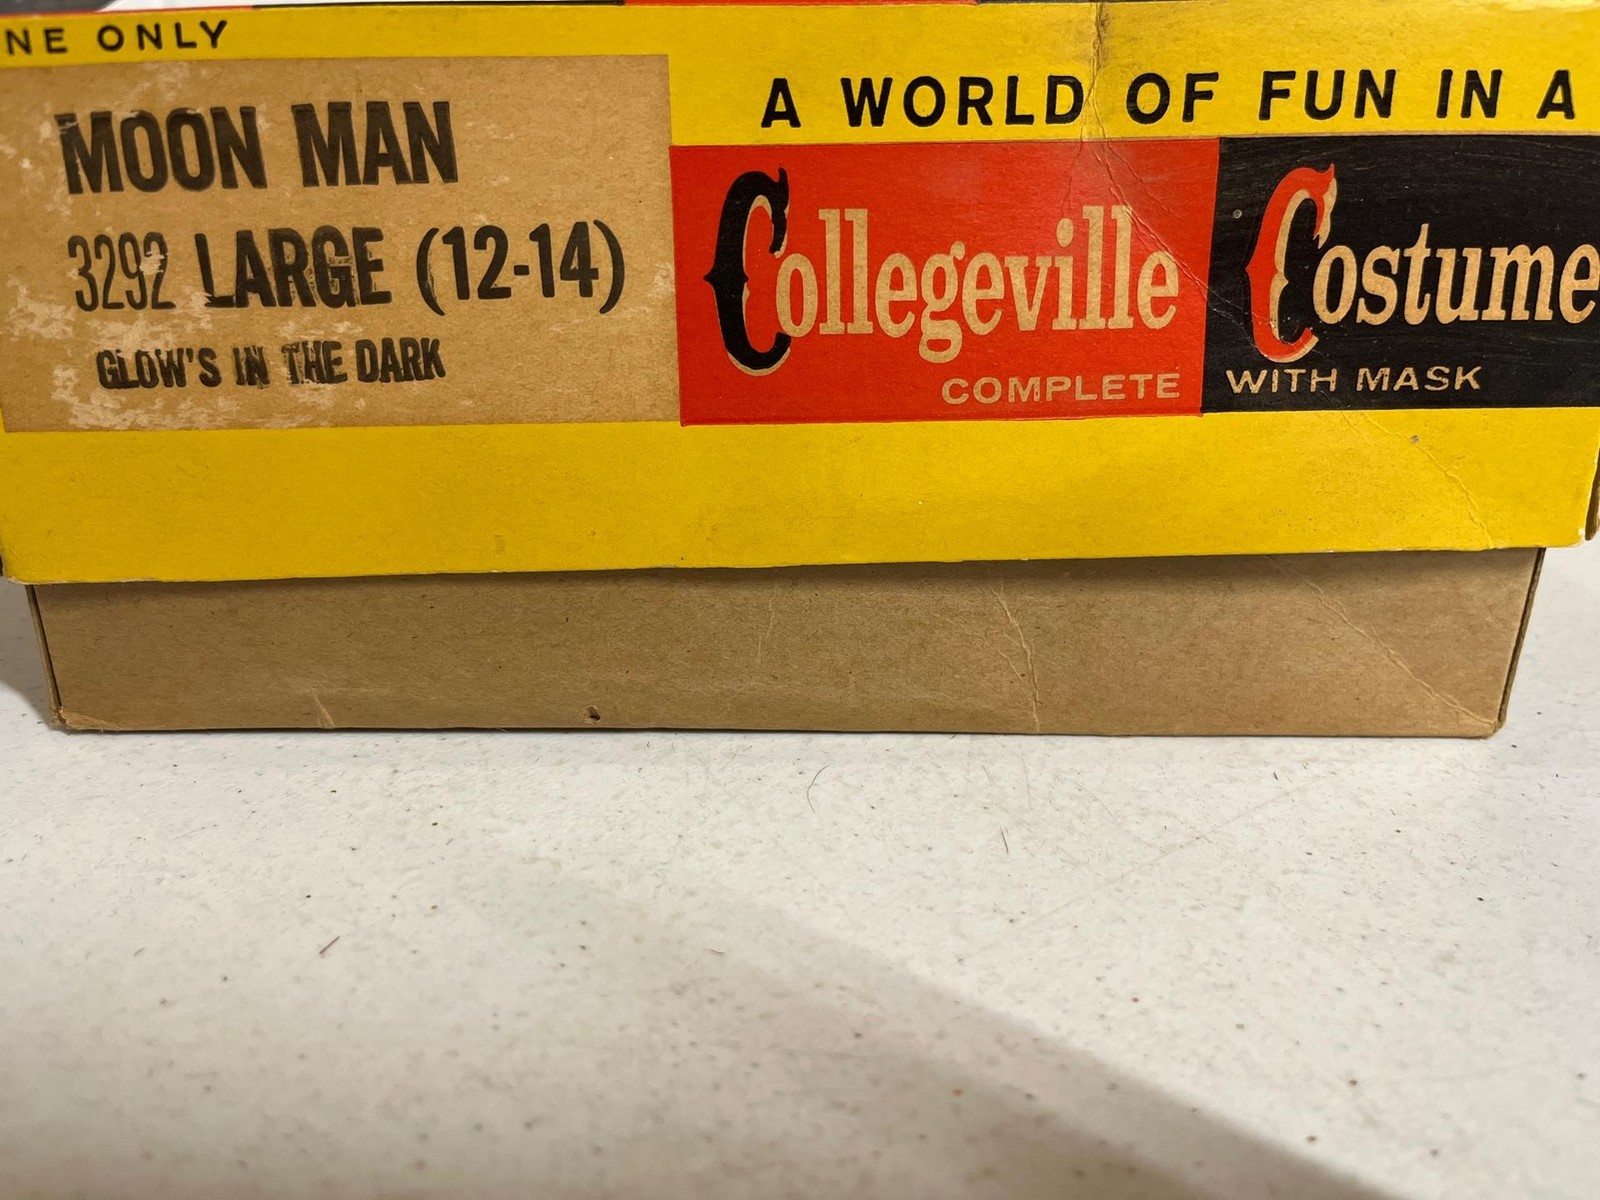 NE ONLY
MOON MAN
3292 LARGE (12-14)
GLOW'S IN THE DARK
A WORLD OF FUN IN A
Collegeville Costume
COMPLETE WITH MASK